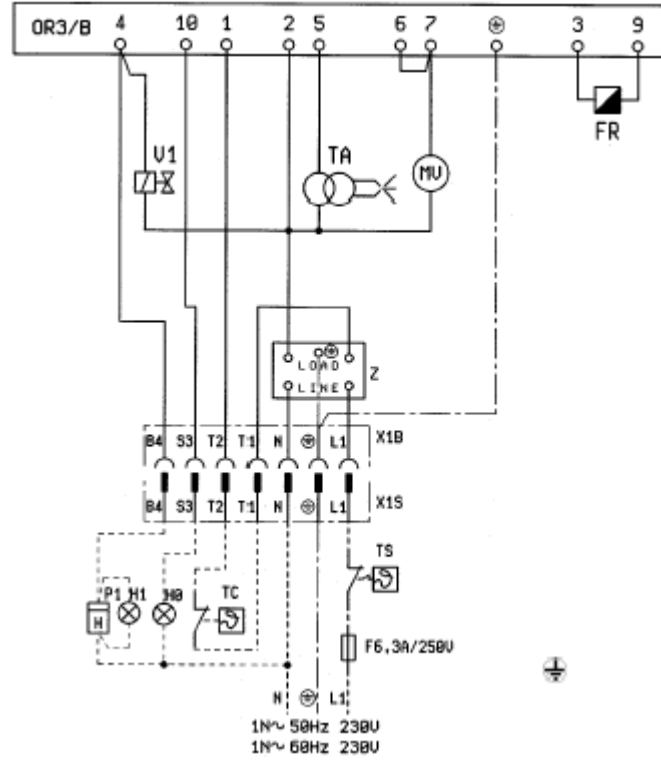 OR3/B 4 10 1 2 5 6 7 3 9
FR
V1 TA MV
LOAD
LINE Z
B4 S3 T2 T1 N L1 X1B
B4 S3 T2 T1 N L1 X1S
TS
P1 H1 H0 TC
H
F6,3A/250V
N L1
1N~ 50Hz 230V
1N~ 60Hz 230V